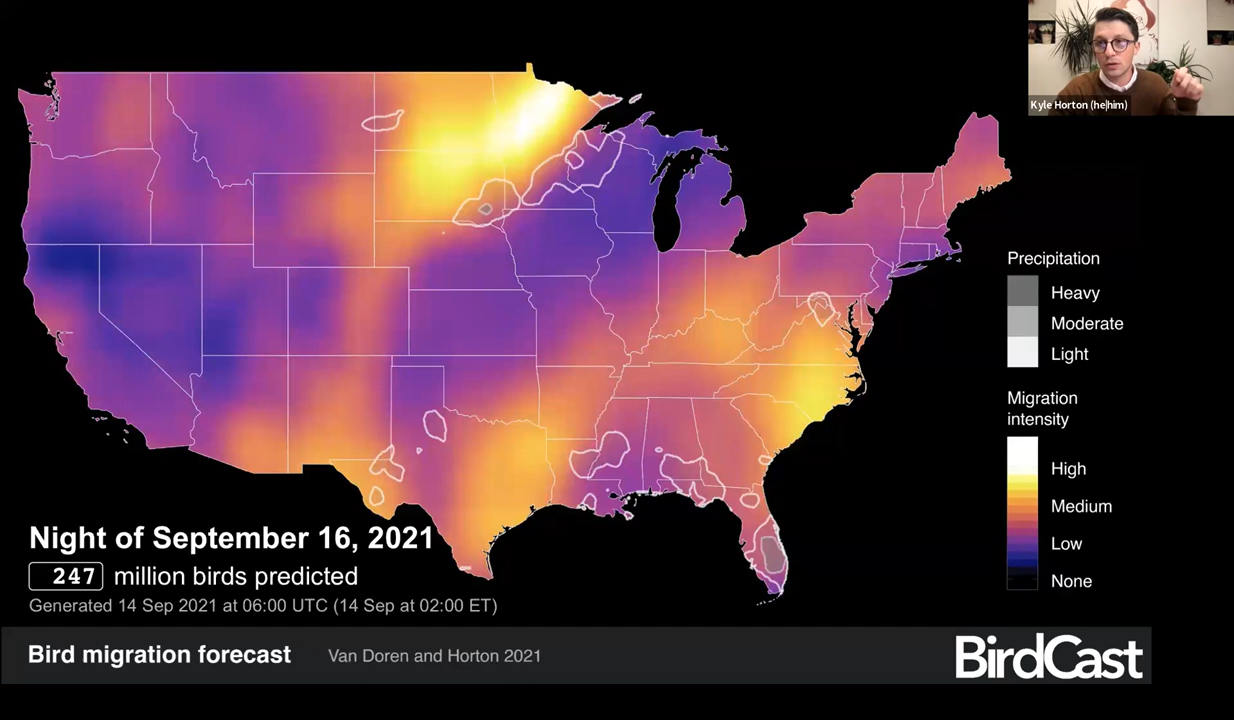 Kyle Horton (he|him)
Precipitation
Heavy
Moderate
Light
Migration
intensity
High
Medium
Low
None
Night of September 16, 2021
247 million birds predicted
Generated 14 Sep 2021 at 06:00 UTC (14 Sep at 02:00 ET)
Bird migration forecast Van Doren and Horton 2021
BirdCast